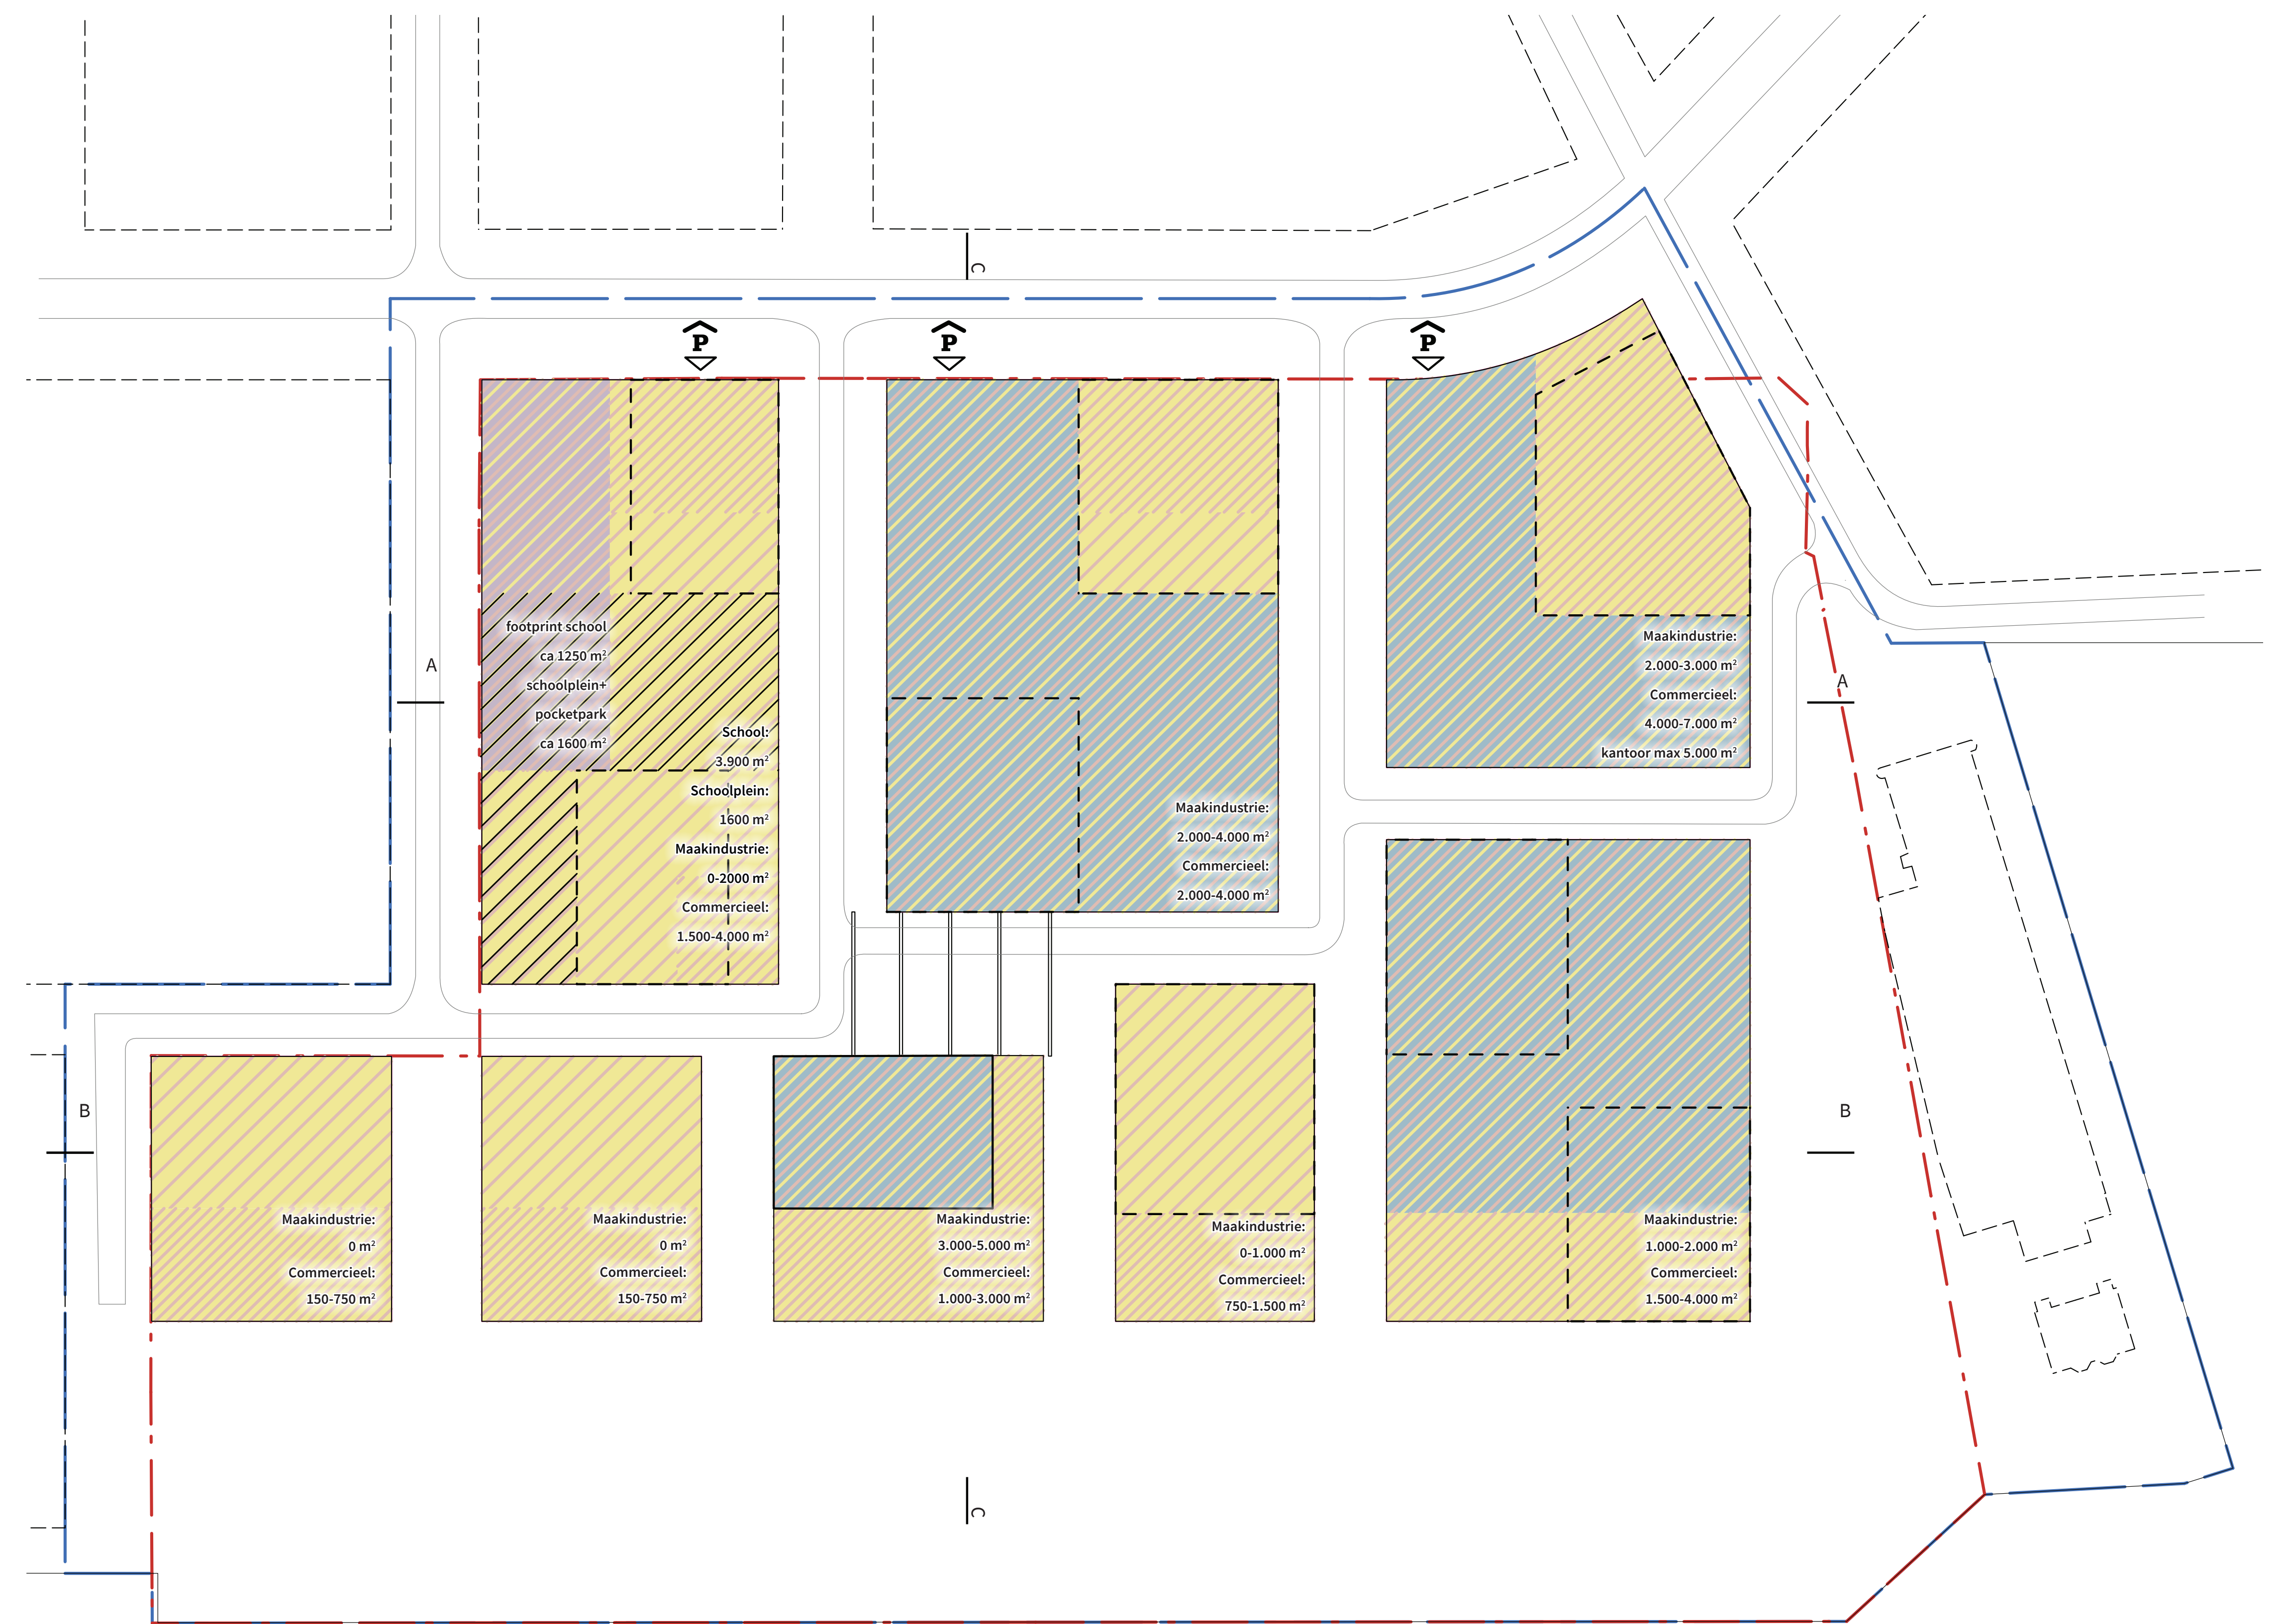 C
P
P
P
A
footprint school
ca 1250 m²
schoolplein+
pocketpark
ca 1600 m²
School:
3.900 m²
Schoolplein:
1600 m²
Maakindustrie:
0-2000 m²
Commercieel:
1.500-4.000 m²
Maakindustrie:
2.000-4.000 m²
Commercieel:
2.000-4.000 m²
Maakindustrie:
2.000-3.000 m²
Commercieel:
4.000-7.000 m²
kantoor max 5.000 m²
A
B
Maakindustrie:
0 m²
Commercieel:
150-750 m²
Maakindustrie:
0 m²
Commercieel:
150-750 m²
Maakindustrie:
3.000-5.000 m²
Commercieel:
1.000-3.000 m²
Maakindustrie:
0-1.000 m²
Commercieel:
750-1.500 m²
Maakindustrie:
1.000-2.000 m²
Commercieel:
1.500-4.000 m²
B
C